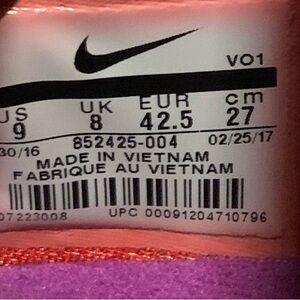 VO1
US UK EUR cm
9 8 42.5 27
30/16 852425-004 02/25/17
MADE IN VIETNAM
FABRIQUE AU VIETNAM
07223008 UPC 00091204710796